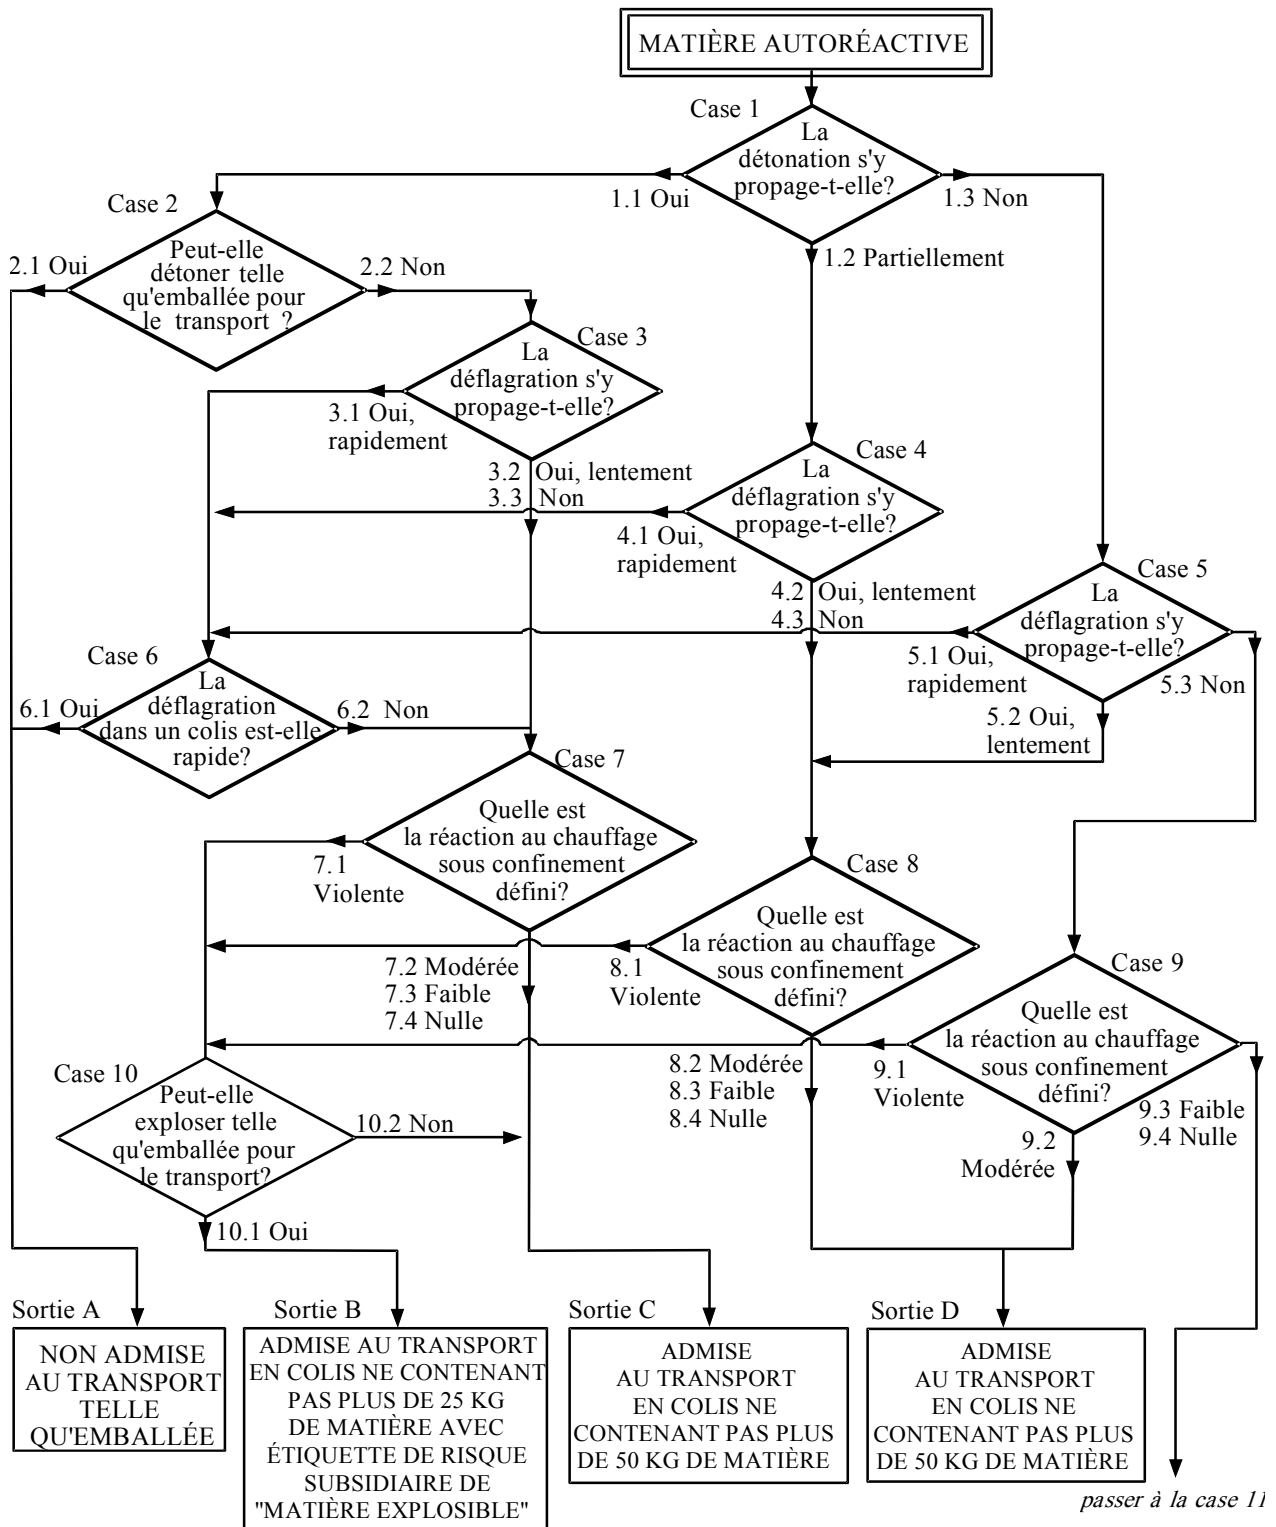 MATIÈRE AUTORÉACTIVE
Case 1
La
détonation s'y
propage-t-elle?
1.1 Oui
1.3 Non
1.2 Partiellement
Case 2
Peut-elle
détoner telle
qu'emballée pour
le transport ?
2.1 Oui
2.2 Non
Case 3
La
déflagration s'y
propage-t-elle?
3.1 Oui,
rapidement
3.2 Oui, lentement
3.3 Non
Case 4
La
déflagration s'y
propage-t-elle?
4.1 Oui,
rapidement
4.2 Oui, lentement
4.3 Non
Case 5
La
déflagration s'y
propage-t-elle?
5.1 Oui,
rapidement
5.3 Non
5.2 Oui,
lentement
Case 6
La
déflagration
dans un colis est-elle
rapide?
6.1 Oui
6.2 Non
Case 7
Quelle est
la réaction au chauffage
sous confinement
défini?
7.1
Violente
7.2 Modérée
7.3 Faible
7.4 Nulle
Case 8
Quelle est
la réaction au chauffage
sous confinement
défini?
8.1
Violente
8.2 Modérée
8.3 Faible
8.4 Nulle
Case 9
Quelle est
la réaction au chauffage
sous confinement
défini?
9.1
Violente
9.2
Modérée
9.3 Faible
9.4 Nulle
Case 10
Peut-elle
exploser telle
qu'emballée pour
le transport?
10.2 Non
10.1 Oui
Sortie A
NON ADMISE
AU TRANSPORT
TELLE
QU'EMBALLÉE
Sortie B
ADMISE AU TRANSPORT
EN COLIS NE CONTENANT
PAS PLUS DE 25 KG
DE MATIÈRE AVEC
ÉTIQUETTE DE RISQUE
SUBSIDIAIRE DE
"MATIÈRE EXPLOSIBLE"
Sortie C
ADMISE
AU TRANSPORT
EN COLIS NE
CONTENANT PAS PLUS
DE 50 KG DE MATIÈRE
Sortie D
ADMISE
AU TRANSPORT
EN COLIS NE
CONTENANT PAS PLUS
DE 50 KG DE MATIÈRE
passer à la case 11